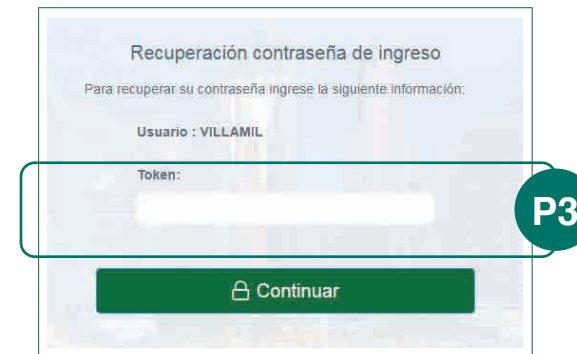 Recuperación contraseña de ingreso
Para recuperar su contraseña ingrese la siguiente información:
Usuario : VILLAMIL
Token:
P3
Continuar